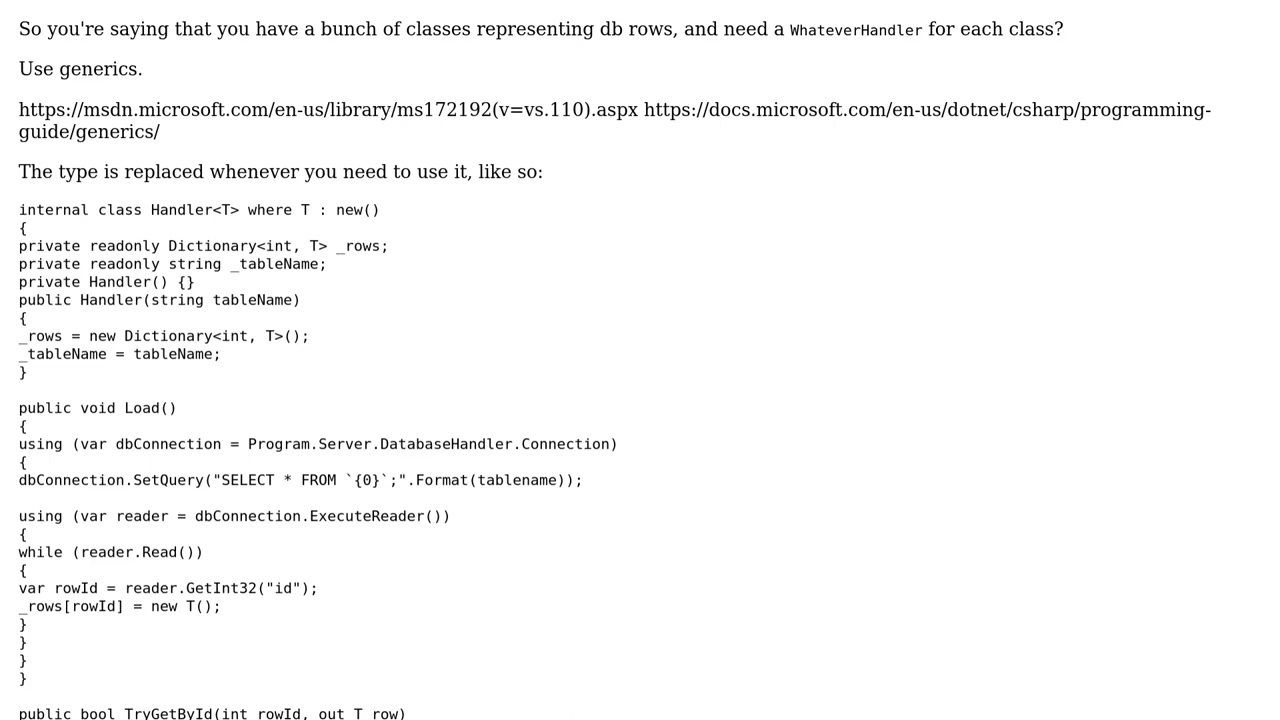 So you're saying that you have a bunch of classes representing db rows, and need a WhateverHandler for each class?
Use generics.
https://msdn.microsoft.com/en-us/library/ms172192(v=vs.110).aspx https://docs.microsoft.com/en-us/dotnet/csharp/programming-
guide/generics/
The type is replaced whenever you need to use it, like so:
internal class Handler<T> where T : new()
{
private readonly Dictionary<int, T> _rows;
private readonly string _tableName;
private Handler() {}
public Handler(string tableName)
{
_rows = new Dictionary<int, T>();
_tableName = tableName;
}
public void Load()
{
using (var dbConnection = Program.Server.DatabaseHandler.Connection)
{
dbConnection.SetQuery("SELECT * FROM `{0}`;".Format(tablename));
using (var reader = dbConnection.ExecuteReader())
{
while (reader.Read())
{
var rowId = reader.GetInt32("id");
_rows[rowId] = new T();
}
}
}
}
public bool TryGetById(int rowId, out T row)